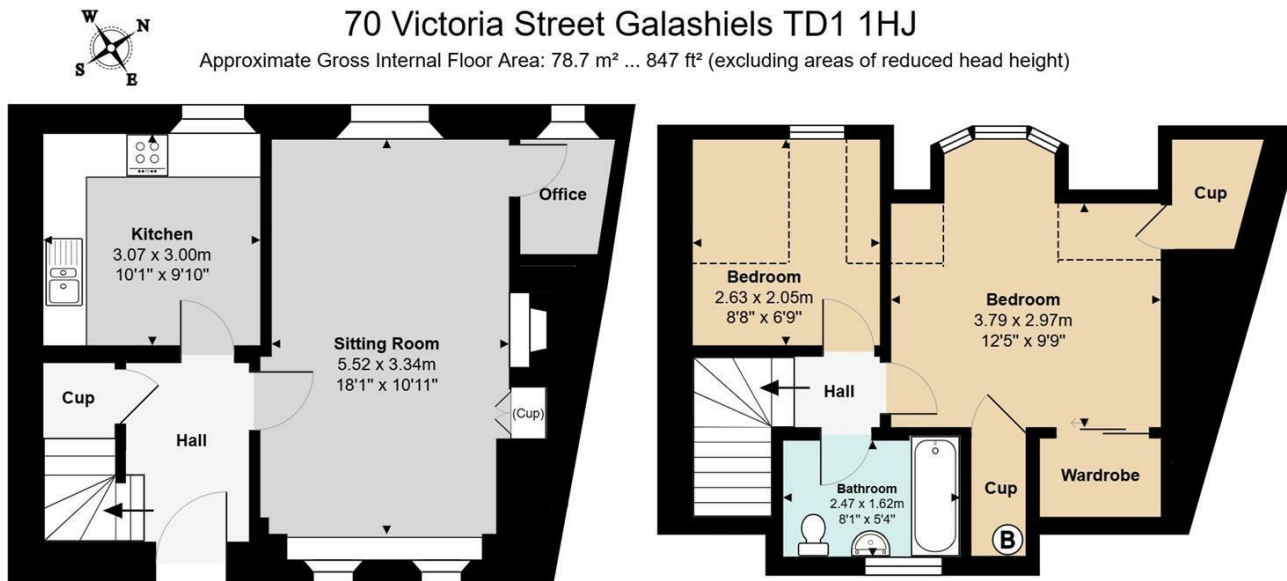 70 Victoria Street Galashiels TD1 1HJ
Approximate Gross Internal Floor Area: 78.7 m² ... 847 ft² (excluding areas of reduced head height)
W
N
S
E
Kitchen
3.07 x 3.00m
10'1" x 9'10"
Office
Sitting Room
5.52 x 3.34m
18'1" x 10'11"
Cup
Hall
(Cup)
Cup
Bedroom
2.63 x 2.05m
8'8" x 6'9"
Bedroom
3.79 x 2.97m
12'5" x 9'9"
Hall
Bathroom
2.47 x 1.62m
8'1" x 5'4"
Cup
B
Wardrobe